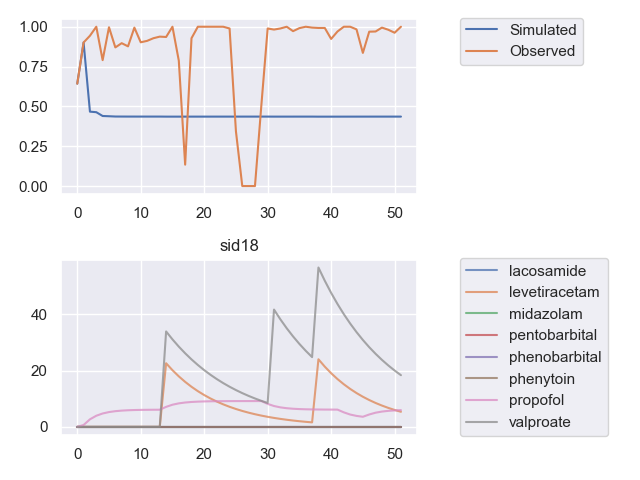 1.00
0.75
0.50
0.25
0.00
0 10 20 30 40 50
Simulated
Observed
sid18
40
20
0
0 10 20 30 40 50
lacosamide
levetiracetam
midazolam
pentobarbital
phenobarbital
phenytoin
propofol
valproate